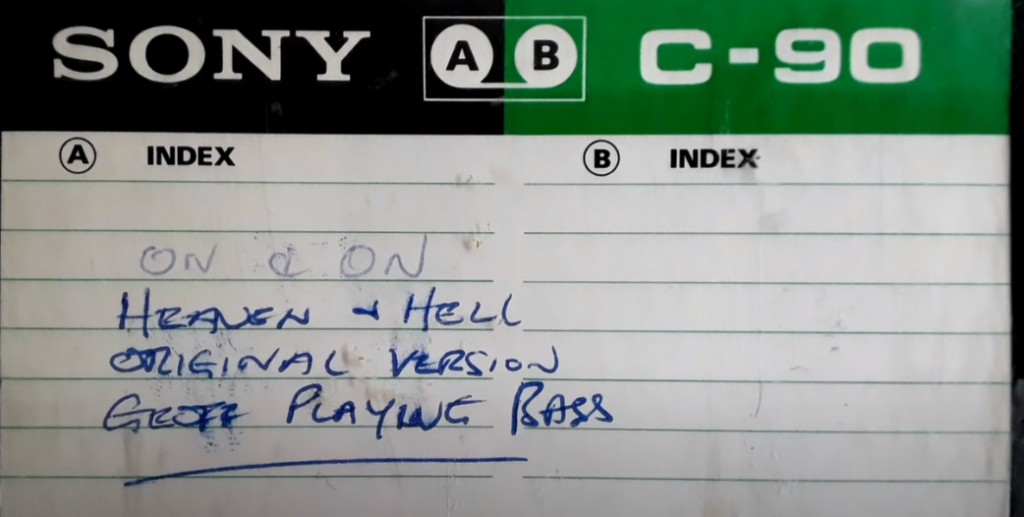 SONY A B C-90
A INDEX B INDEX
ON & ON
HEAVEN & HELL
ORIGINAL VERSION
GEOFF PLAYING BASS